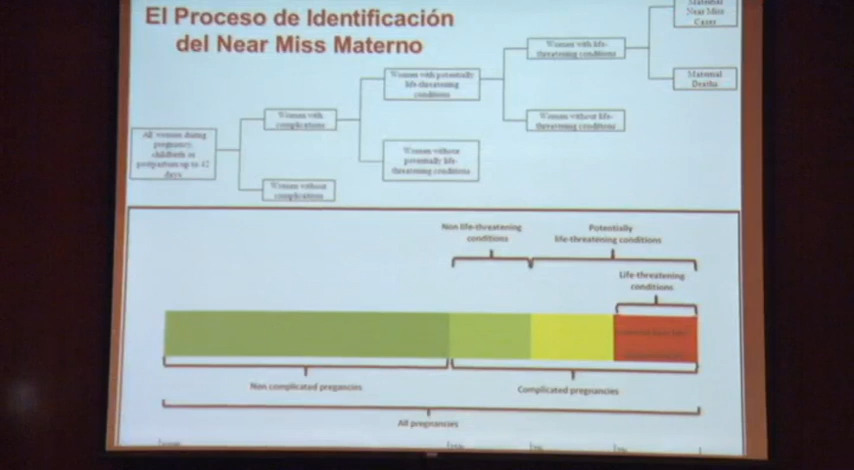 El Proceso de Identificación
del Near Miss Materno
Maternal
Near Miss
Cases
Women with life-
threatening conditions
Women with potentially
life-threatening
conditions
Maternal
Deaths
Women with
complications
Women without life-
threatening conditions
All women during
pregnancy,
childbirth or
postpartum up to 42
days
Women without
potentially life-
threatening conditions
Women without
complications
Non life-threatening
conditions
Potentially
life-threatening conditions
Life-threatening
conditions
Non complicated pregancies
Complicated pregnancies
All pregnancies